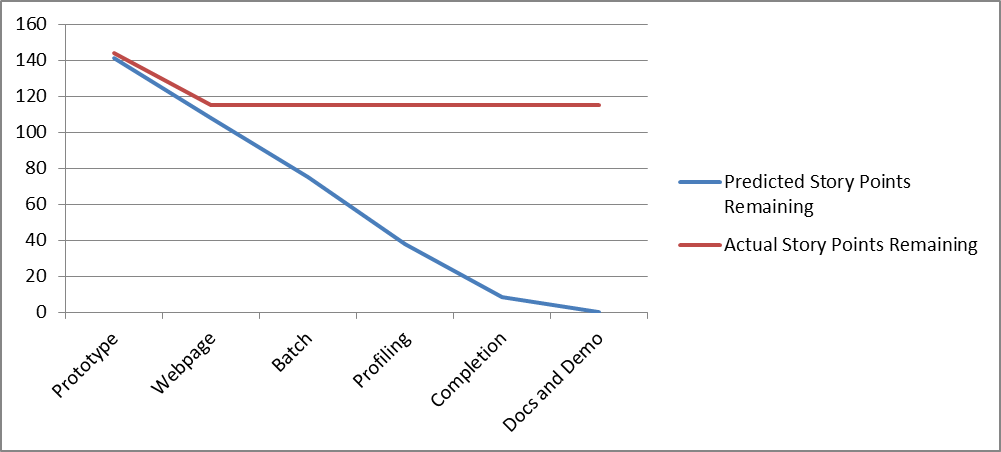 160
140
120
100
80
60
40
20
0
Prototype
Webpage
Batch
Profiling
Completion
Docs and Demo
Predicted Story Points
Remaining
Actual Story Points Remaining